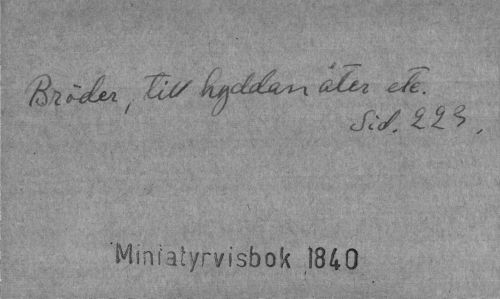 Bröder, till hyddan åter etc.
Sid. 223.
Miniatyrvisbok 1840